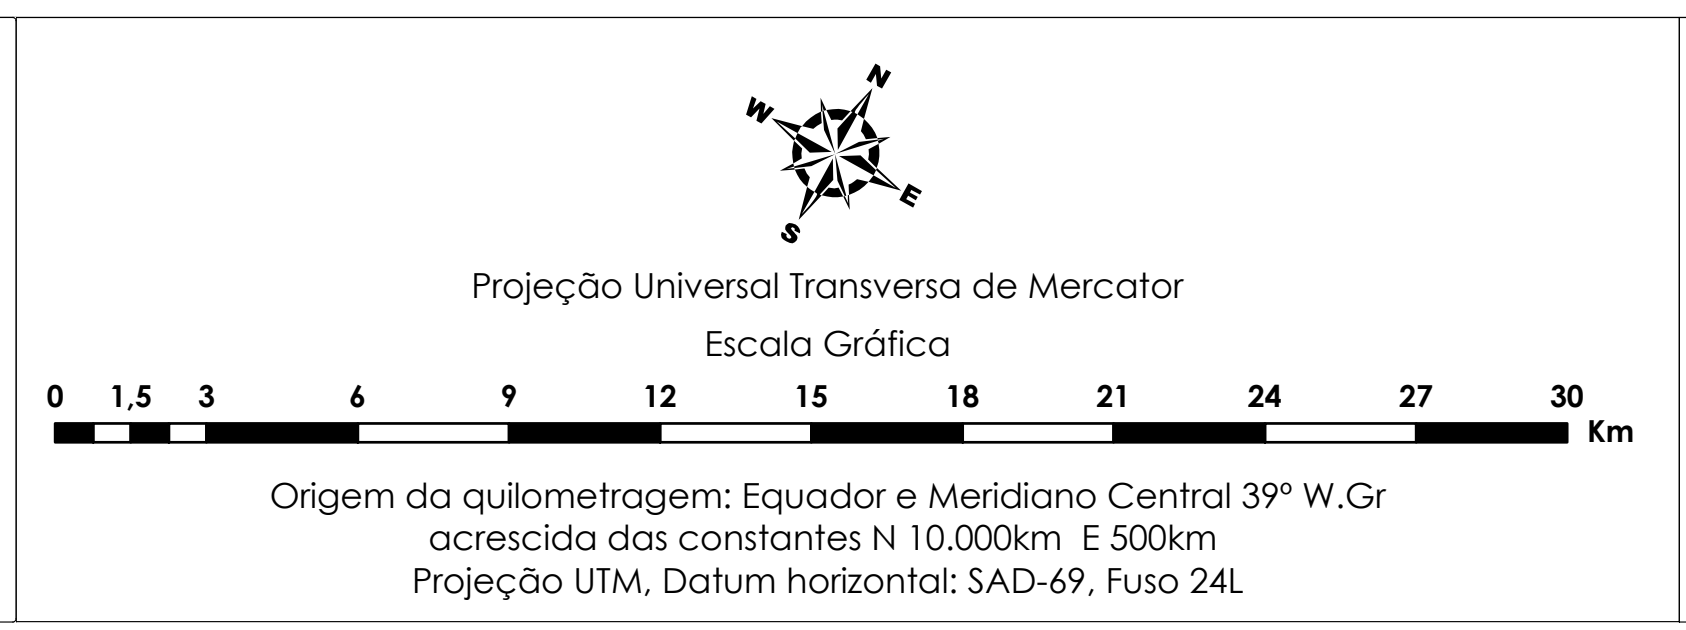 N
W
E
S
Projeção Universal Transversa de Mercator
Escala Gráfica
0 1,5 3 6 9 12 15 18 21 24 27 30
Km
Origem da quilometragem: Equador e Meridiano Central 39º W.Gr
acrescida das constantes N 10.000km E 500km
Projeção UTM, Datum horizontal: SAD-69, Fuso 24L